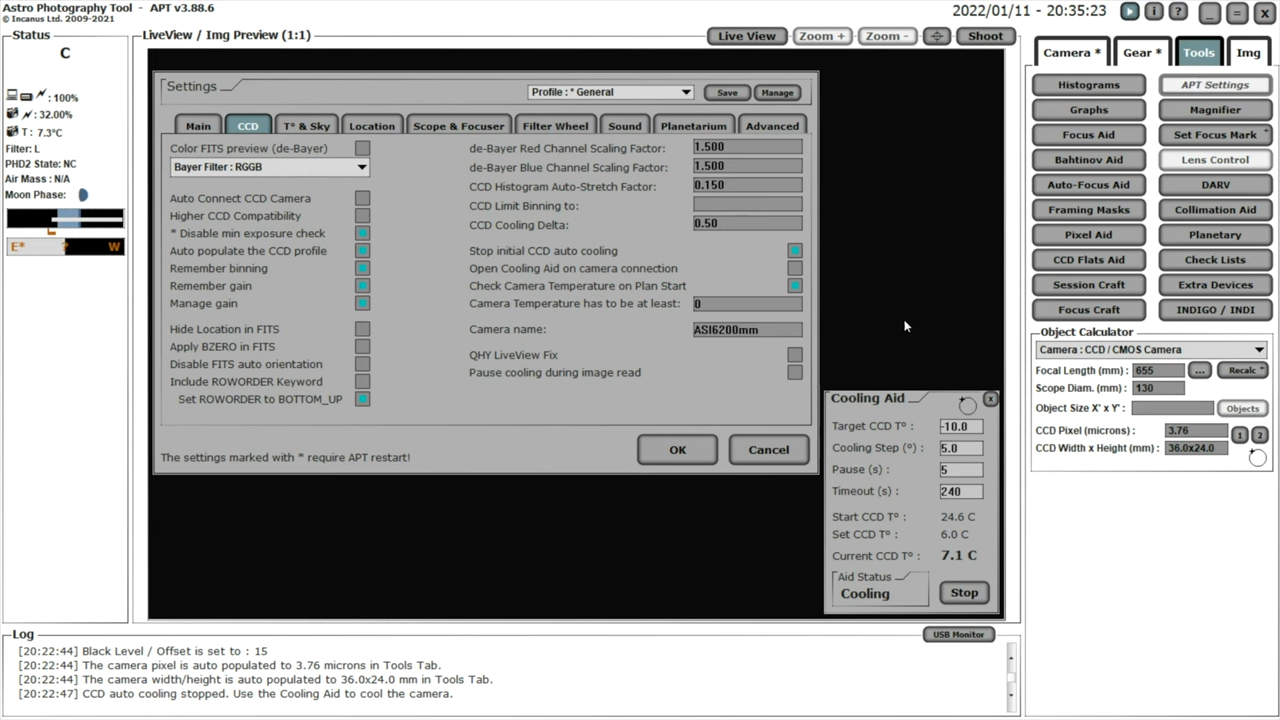 Astro Photography Tool - APT v3.88.6
© Incanus Ltd. 2009-2021
2022/01/11 - 20:35:23
i
?
_
=
x
Status
C
: 100%
: 32.00%
T : 7.3°C
Filter: L
PHD2 State: NC
Air Mass: N/A
Moon Phase:
E*
?
W
LiveView / Img Preview (1:1)
Live View
Zoom +
Zoom -
Shoot
Settings
Profile : * General
Save
Manage
Main
CCD
T° & Sky
Location
Scope & Focuser
Filter Wheel
Sound
Planetarium
Advanced
Color FITS preview (de-Bayer)
Bayer Filter : RGGB
Auto Connect CCD Camera
Higher CCD Compatibility
* Disable min exposure check
Auto populate the CCD profile
Remember binning
Remember gain
Manage gain
Hide Location in FITS
Apply BZERO in FITS
Disable FITS auto orientation
Include ROWORDER Keyword
Set ROWORDER to BOTTOM_UP
de-Bayer Red Channel Scaling Factor: 1.500
de-Bayer Blue Channel Scaling Factor: 1.500
CCD Histogram Auto-Stretch Factor: 0.150
CCD Limit Binning to:
CCD Cooling Delta: 0.50
Stop initial CCD auto cooling
Open Cooling Aid on camera connection
Check Camera Temperature on Plan Start
Camera Temperature has to be at least: 0
Camera name: ASI6200mm
QHY LiveView Fix
Pause cooling during image read
The settings marked with * require APT restart!
OK
Cancel
Cooling Aid
x
Target CCD T° : -10.0
Cooling Step (°) : 5.0
Pause (s) : 5
Timeout (s) : 240
Start CCD T° : 24.6 C
Set CCD T° : 6.0 C
Current CCD T° : 7.1 C
Aid Status
Cooling
Stop
Camera *
Gear *
Tools
Img
Histograms
APT Settings
Graphs
Magnifier
Focus Aid
Set Focus Mark +
Bahtinov Aid
Lens Control
Auto-Focus Aid
DARV
Framing Masks
Collimation Aid
Pixel Aid
Planetary
CCD Flats Aid
Check Lists
Session Craft
Extra Devices
Focus Craft
INDIGO / INDI
Object Calculator
Camera : CCD / CMOS Camera
Focal Length (mm) : 655 ... Recalc *
Scope Diam. (mm) : 130
Object Size X' x Y' : Objects
CCD Pixel (microns) : 3.76 1 2
CCD Width x Height (mm) : 36.0x24.0
Log
USB Monitor
[20:22:44] Black Level / Offset is set to : 15
[20:22:44] The camera pixel is auto populated to 3.76 microns in Tools Tab.
[20:22:44] The camera width/height is auto populated to 36.0x24.0 mm in Tools Tab.
[20:22:47] CCD auto cooling stopped. Use the Cooling Aid to cool the camera.